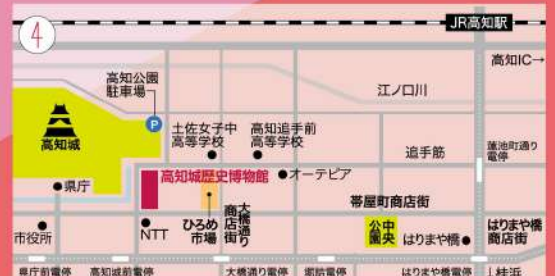 4
JR高知駅
高知IC→
高知公園
駐車場
江ノ口川
P
土佐女子中
高等学校
高知追手前
高等学校
追手筋
蓮池町通り
電停
高知城
高知城歴史博物館
オーテピア
県庁
帯屋町商店街
大橋通り
商店街
ひろめ
市場
中央
公園
はりまや橋
はりまや橋
商店街
市役所
NTT
県庁前電停
高知城前電停
大橋通り電停
堀詰電停
はりまや橋電停
↓桂浜